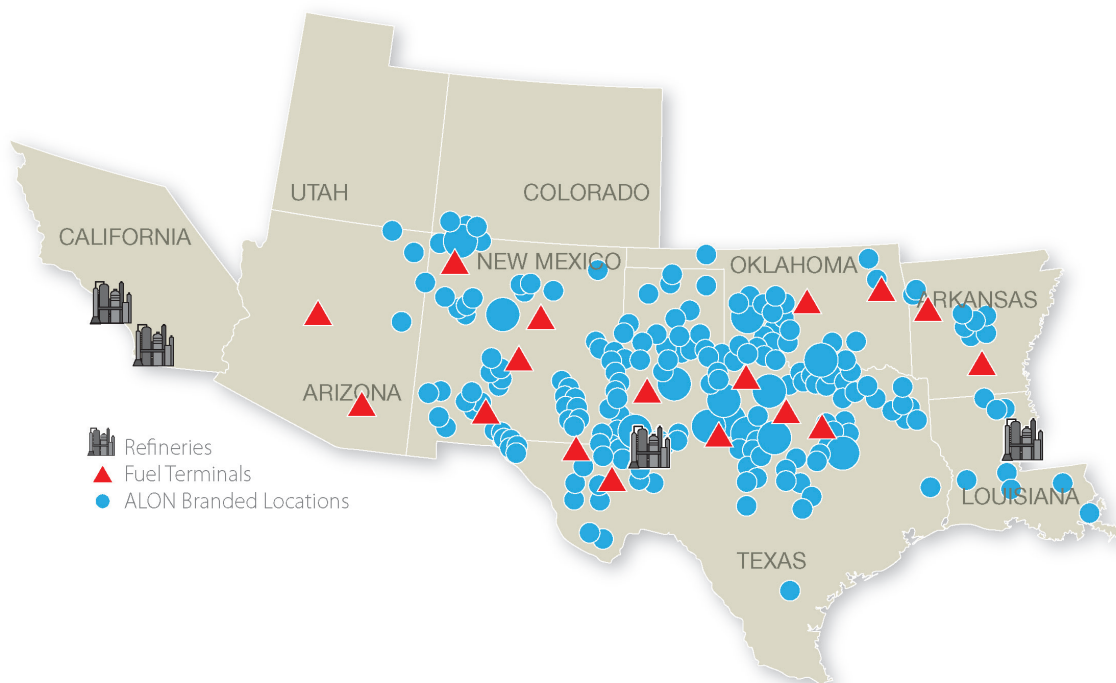 UTAH
COLORADO
CALIFORNIA
NEW MEXICO
OKLAHOMA
ARKANSAS
ARIZONA
Refineries
Fuel Terminals
ALON Branded Locations
LOUISIANA
TEXAS